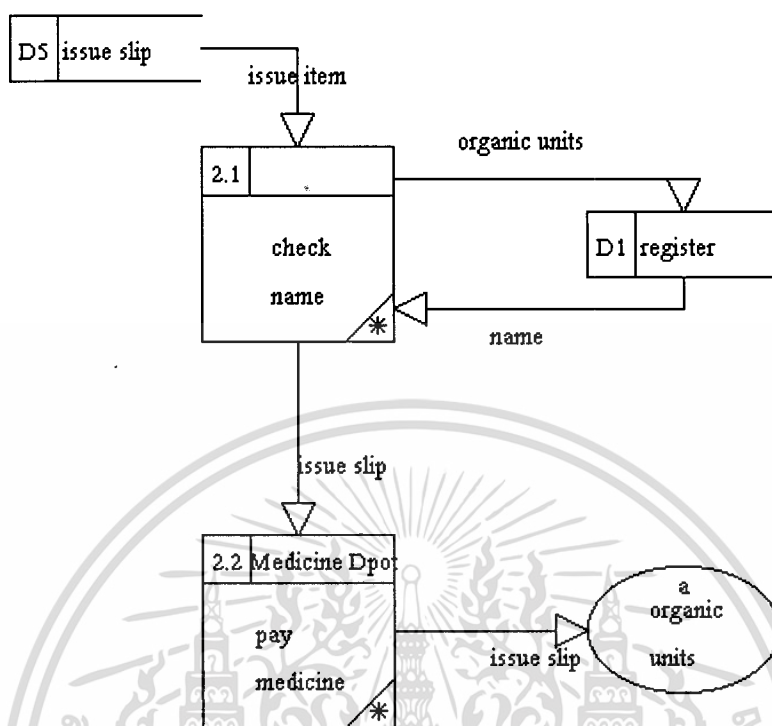 D5 issue slip
issue item
organic units
2.1
check
name
*
D1 register
name
issue slip
2.2 Medicine Dpot
pay
medicine
*
issue slip
a
organic
units